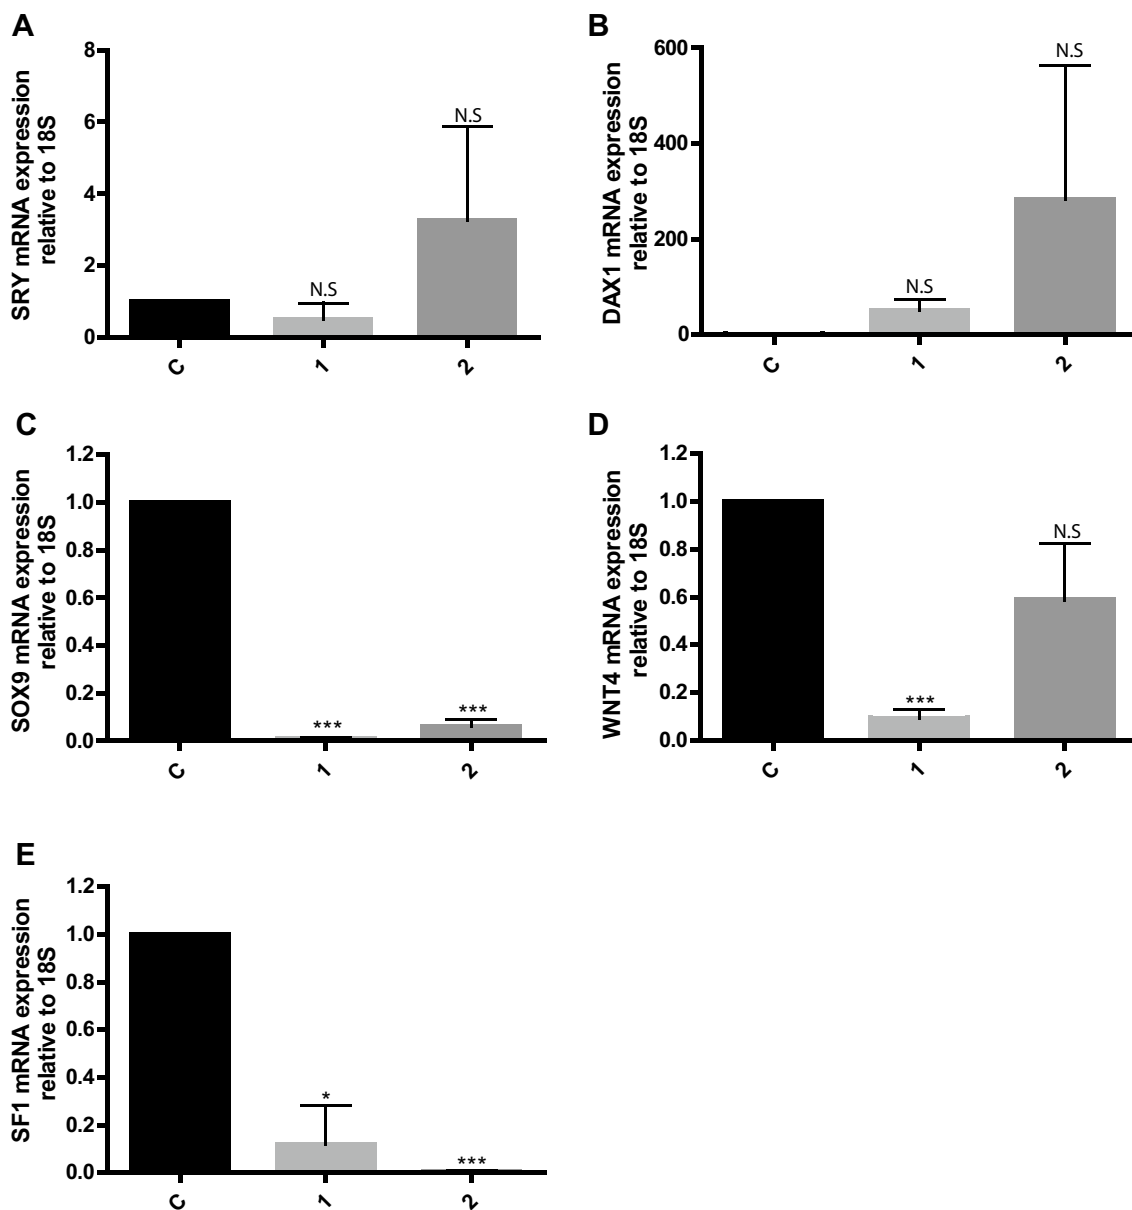 A
SRY mRNA expression
relative to 18S
8
6
4
2
0
N.S
N.S
C
1
2
B
DAX1 mRNA expression
relative to 18S
600
400
200
0
N.S
N.S
C
1
2
C
SOX9 mRNA expression
relative to 18S
1.2
1.0
0.8
0.6
0.4
0.2
0.0
***
***
C
1
2
D
WNT4 mRNA expression
relative to 18S
1.2
1.0
0.8
0.6
0.4
0.2
0.0
***
N.S
C
1
2
E
SF1 mRNA expression
relative to 18S
1.2
1.0
0.8
0.6
0.4
0.2
0.0
*
***
C
1
2